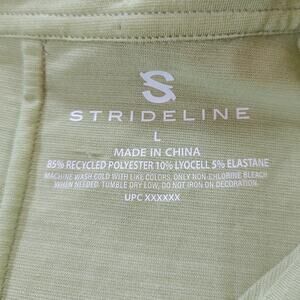 STRIDELINE
L
MADE IN CHINA
85% RECYCLED POLYESTER 10% LYOCELL 5% ELASTANE
MACHINE WASH COLD WITH LIKE COLORS. ONLY NON-CHLORINE BLEACH
WHEN NEEDED. TUMBLE DRY LOW, DO NOT IRON ON DECORATION.
UPC XXXXXX